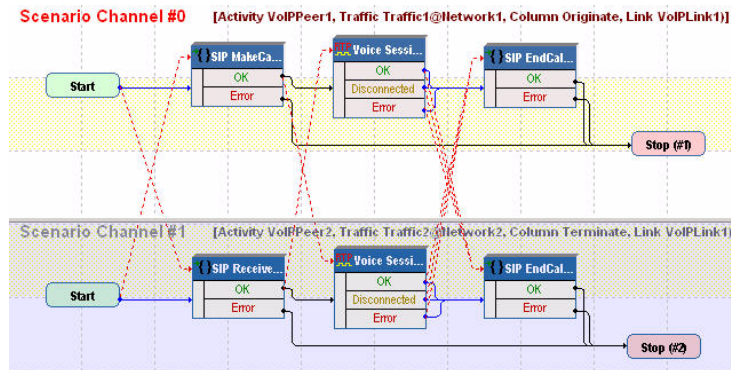 Scenario Channel #0 [Activity VoIPPeer1, Traffic Traffic1@Network1, Column Originate, Link VoIPLink1)]
{}SIP MakeCa...
OK
Error
Voice Sessi...
OK
Disconnected
Error
{}SIP EndCal...
OK
Error
Start
Stop (#1)
Scenario Channel #1 [Activity VoIPPeer2, Traffic Traffic2@Network2, Column Terminate, Link VoIPLink1)]
{}SIP Receive...
OK
Error
Voice Sessi...
OK
Disconnected
Error
{}SIP EndCal...
OK
Error
Start
Stop (#2)